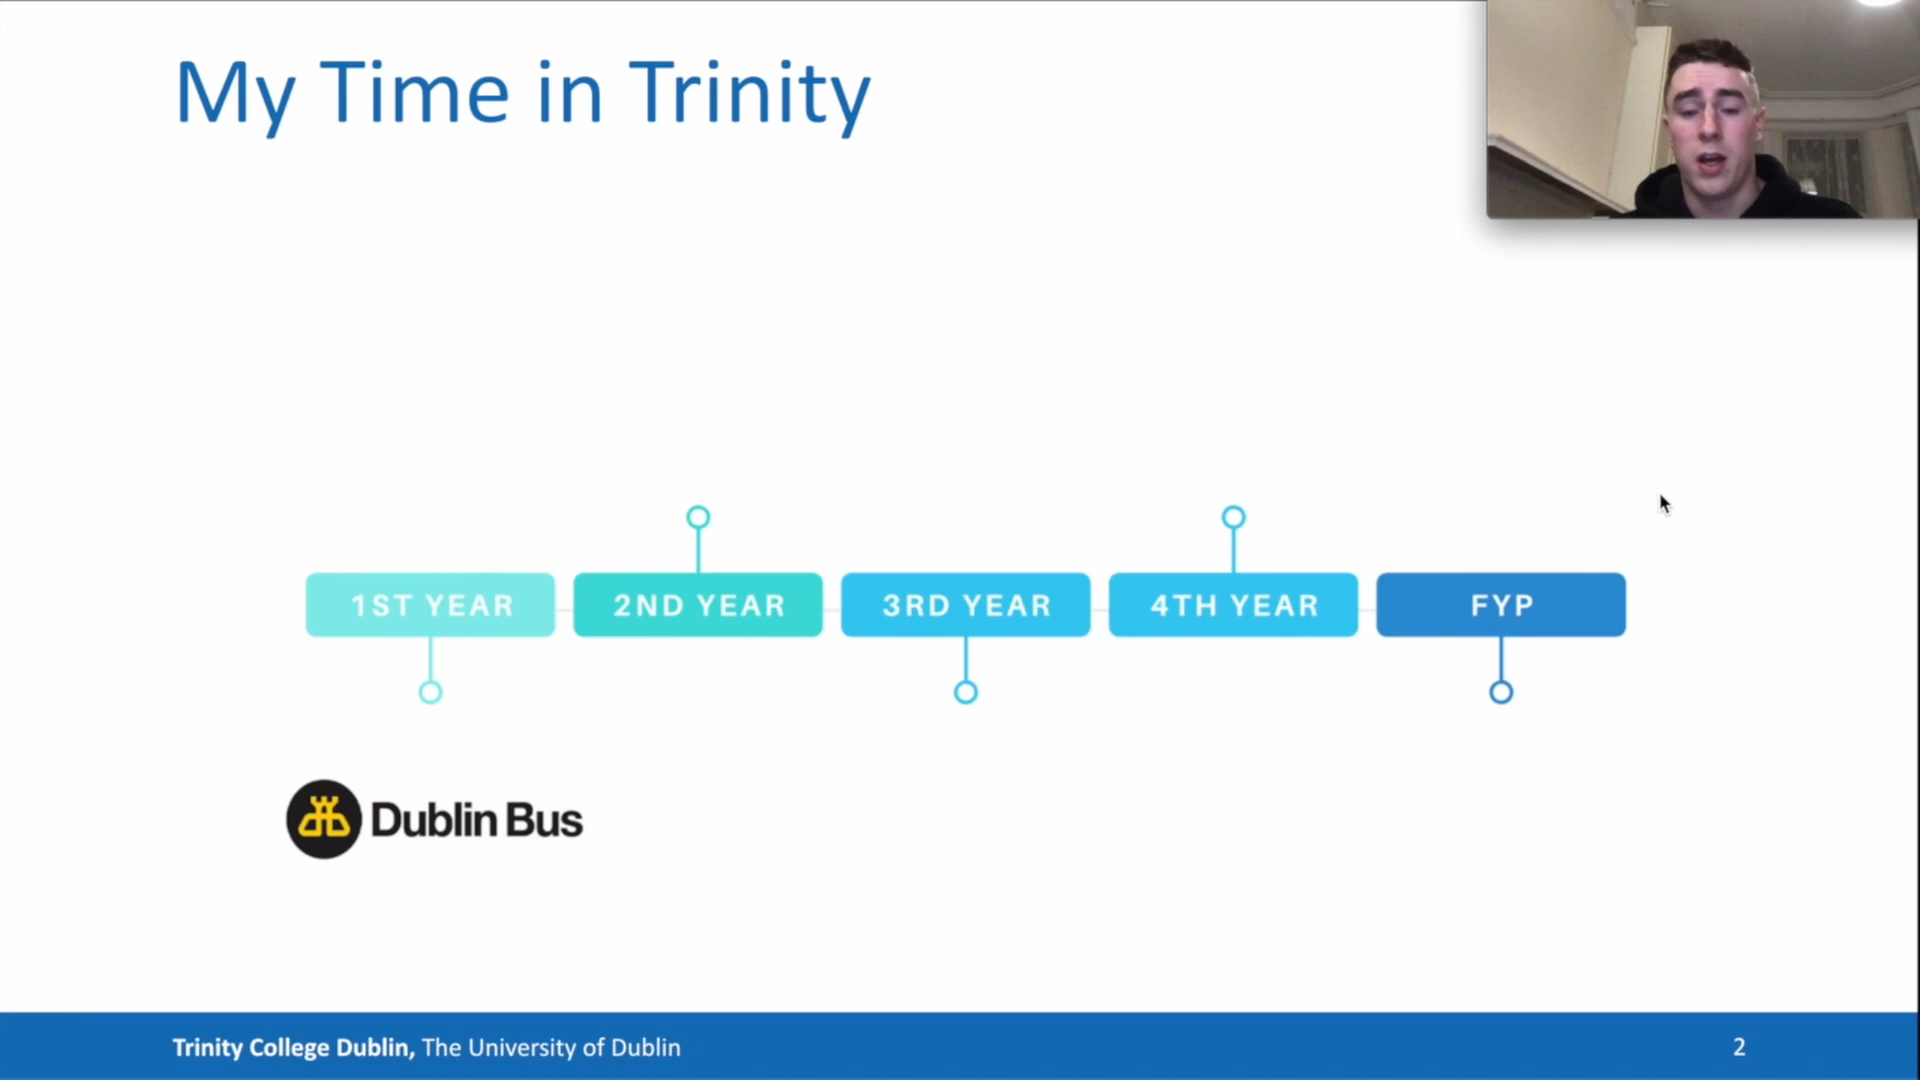 My Time in Trinity
1ST YEAR
2ND YEAR
3RD YEAR
4TH YEAR
FYP
Dublin Bus
Trinity College Dublin, The University of Dublin
2